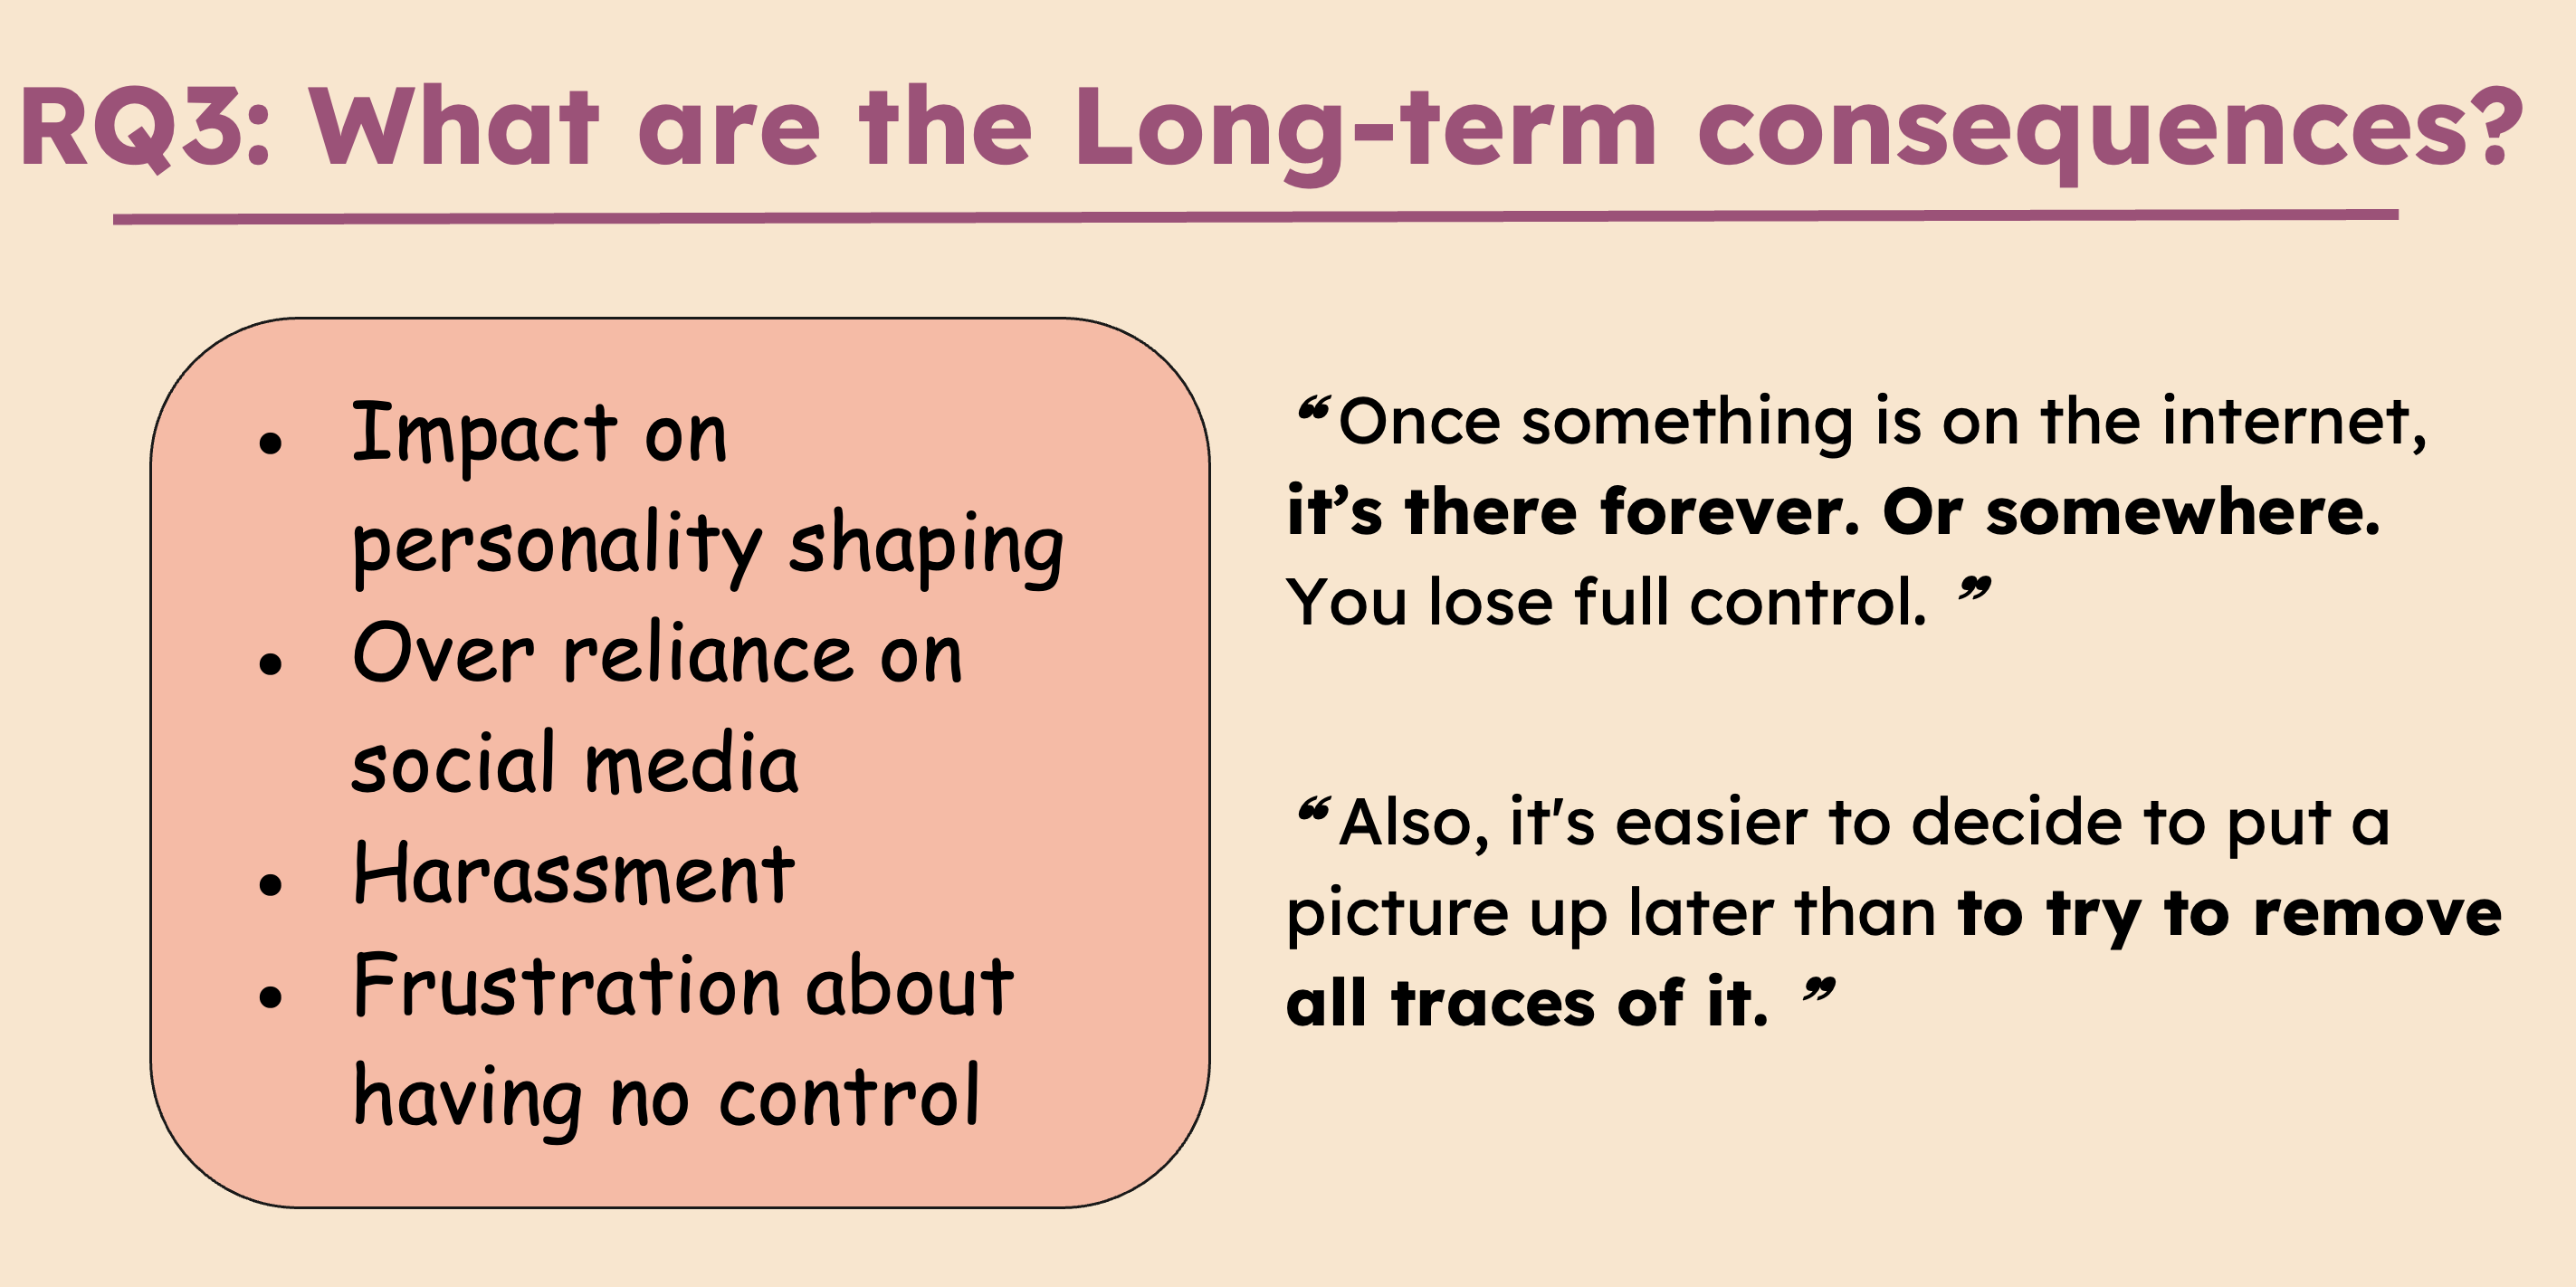 RQ3: What are the Long-term consequences?
• Impact on
personality shaping
• Over reliance on
social media
• Harassment
• Frustration about
having no control
❝Once something is on the internet,
it’s there forever. Or somewhere.
You lose full control. ❞
❝Also, it's easier to decide to put a
picture up later than to try to remove
all traces of it. ❞